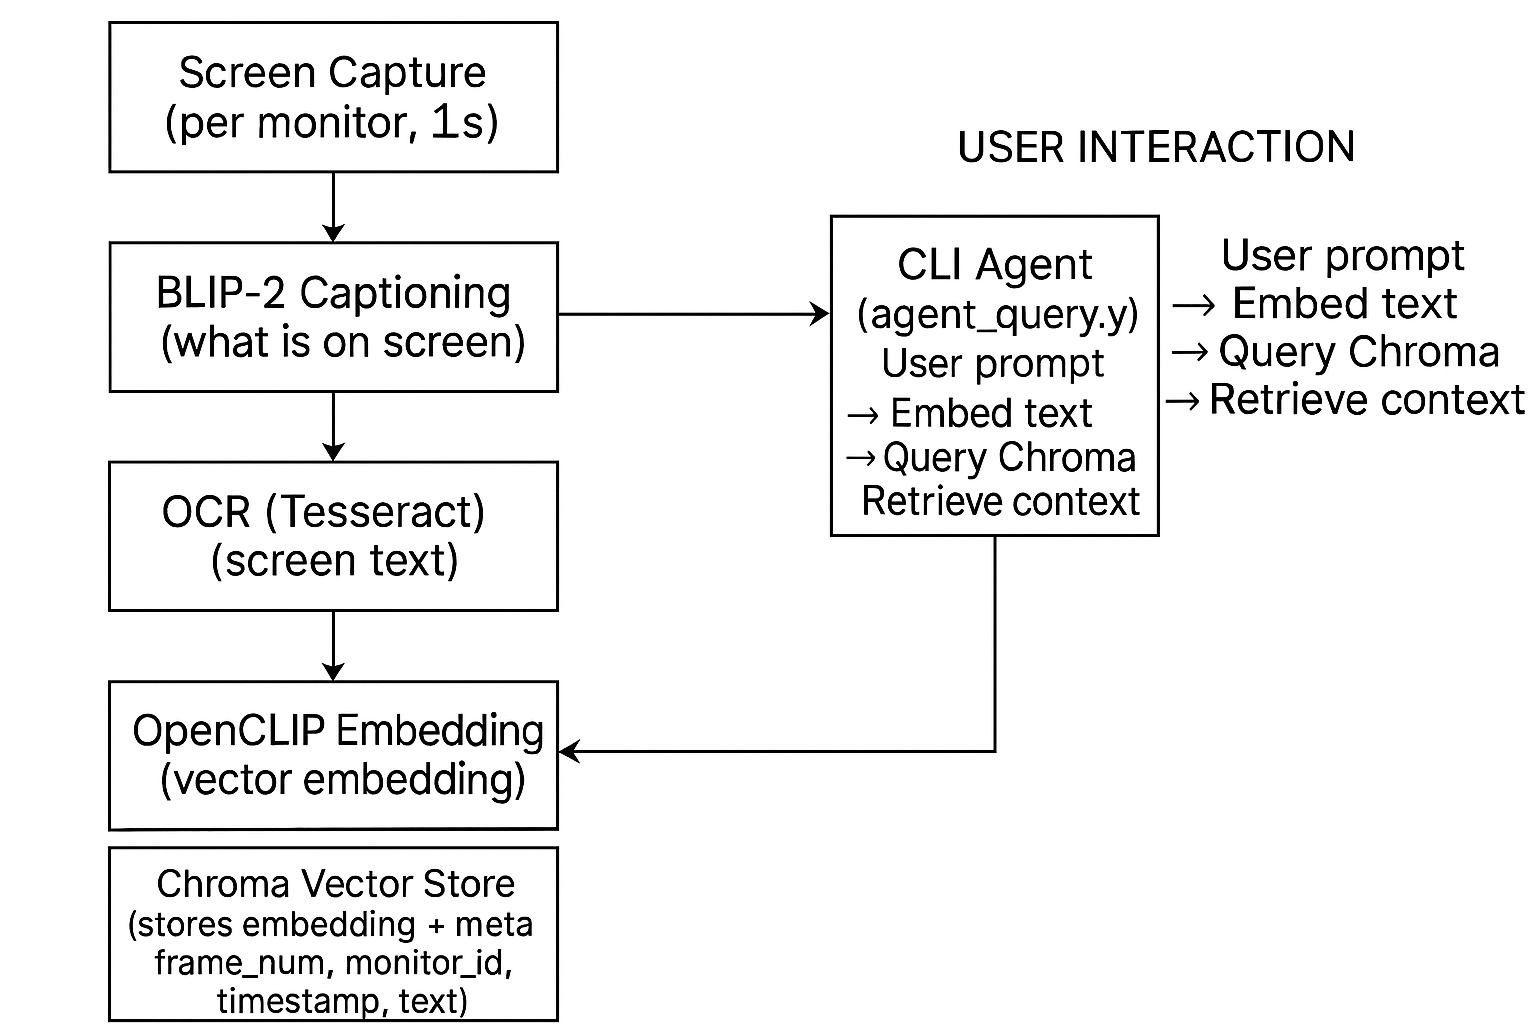 Screen Capture
(per monitor, 1s)
BLIP-2 Captioning
(what is on screen)
OCR (Tesseract)
(screen text)
OpenCLIP Embedding
(vector embedding)
Chroma Vector Store
(stores embedding + meta
frame_num, monitor_id,
timestamp, text)
USER INTERACTION
CLI Agent
(agent_query.y)
User prompt
→ Embed text
→ Query Chroma
Retrieve context
User prompt
→ Embed text
→ Query Chroma
→ Retrieve context